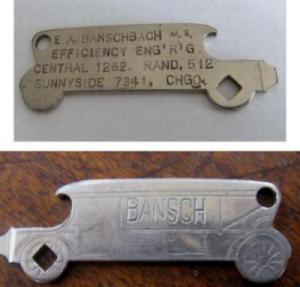 E. A. BANSCHBACH M.E.
EFFICIENCY ENG'R'G
CENTRAL 1262. RAND, 512
SUNNYSIDE 7341, CHGO.
BANSCH